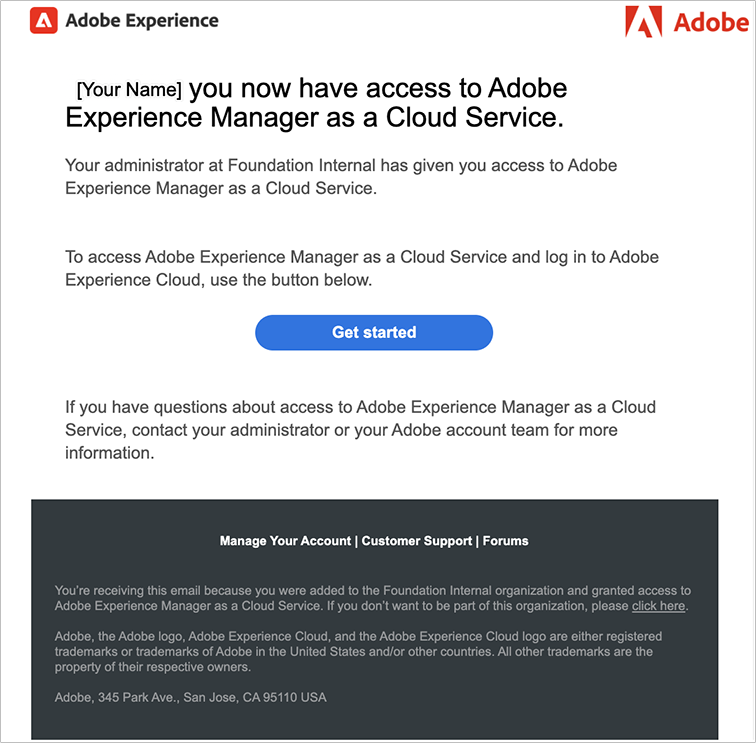 Adobe Experience
Adobe
[Your Name] you now have access to Adobe
Experience Manager as a Cloud Service.
Your administrator at Foundation Internal has given you access to Adobe
Experience Manager as a Cloud Service.
To access Adobe Experience Manager as a Cloud Service and log in to Adobe
Experience Cloud, use the button below.
Get started
If you have questions about access to Adobe Experience Manager as a Cloud
Service, contact your administrator or your Adobe account team for more
information.
Manage Your Account | Customer Support | Forums
You're receiving this email because you were added to the Foundation Internal organization and granted access to
Adobe Experience Manager as a Cloud Service. If you don't want to be part of this organization, please click here.
Adobe, the Adobe logo, Adobe Experience Cloud, and the Adobe Experience Cloud logo are either registered
trademarks or trademarks of Adobe in the United States and/or other countries. All other trademarks are the
property of their respective owners.
Adobe, 345 Park Ave., San Jose, CA 95110 USA